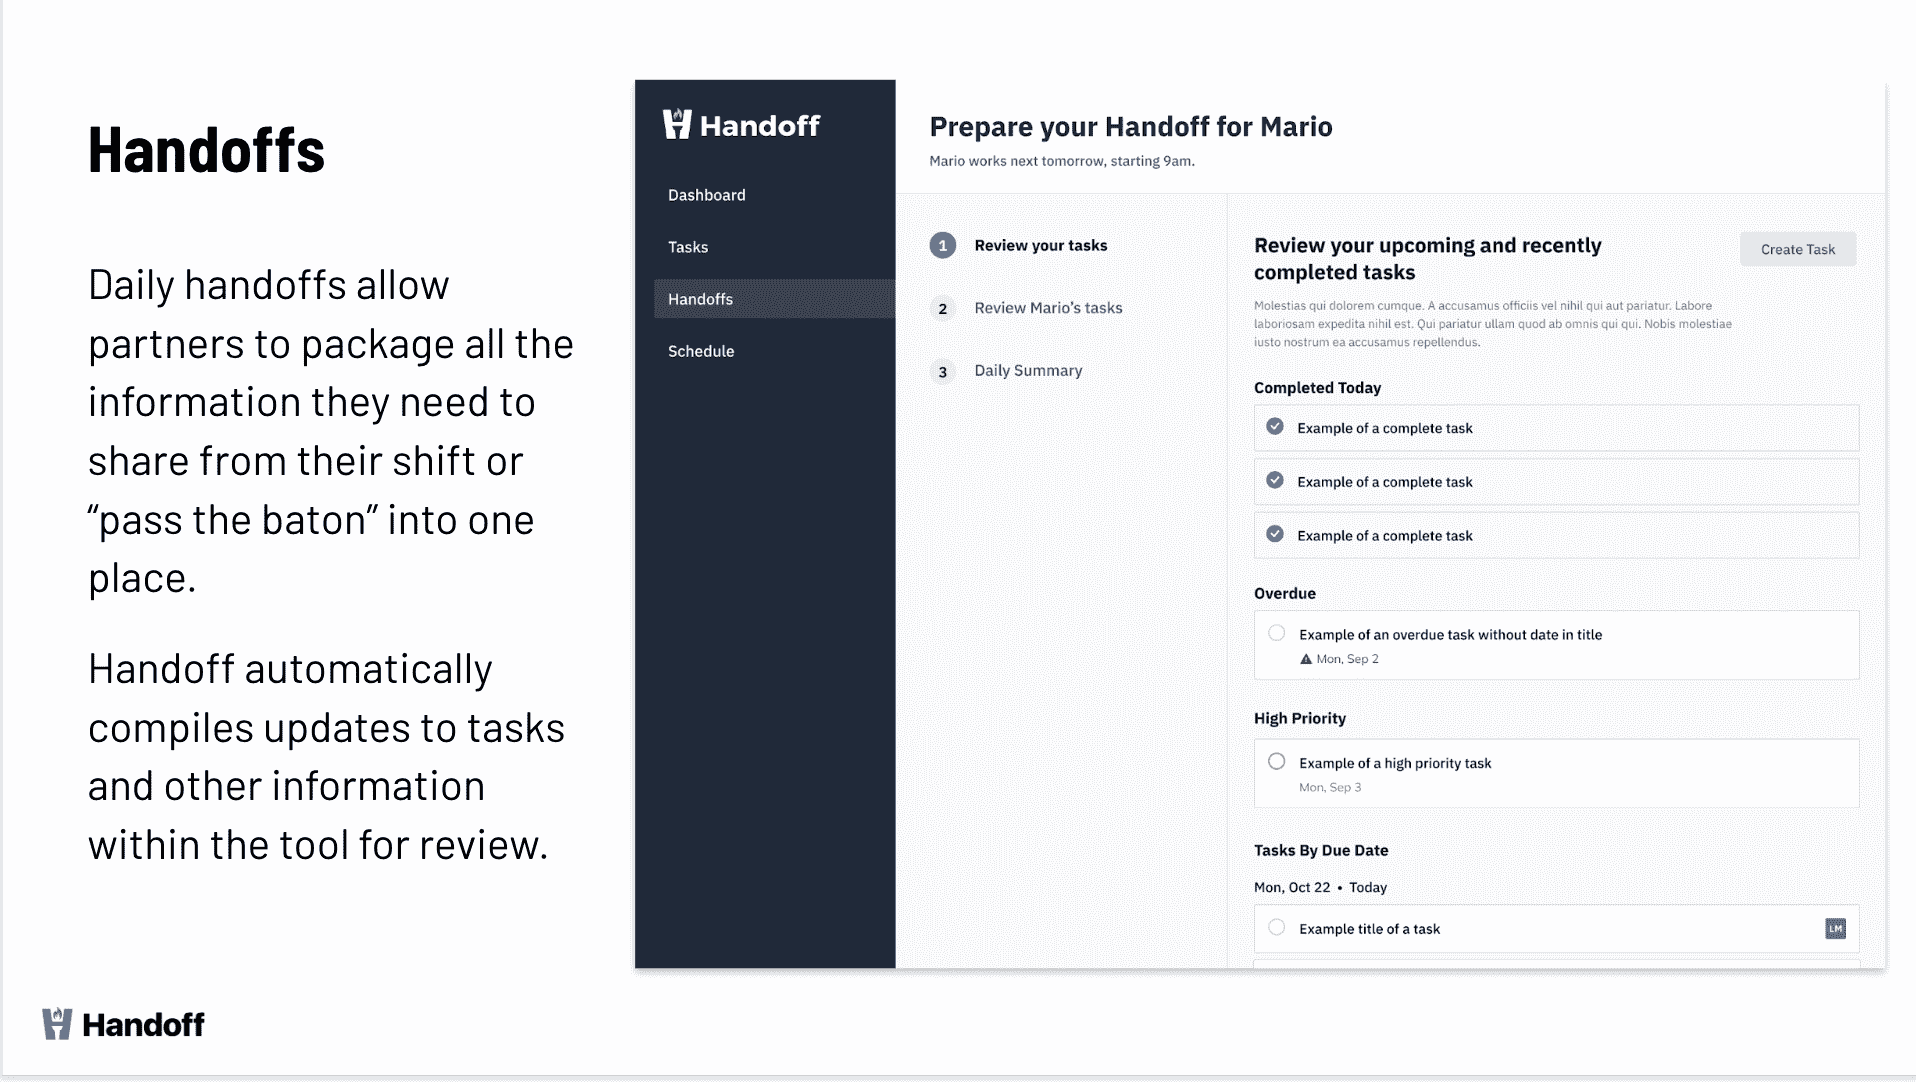 Handoffs
Daily handoffs allow
partners to package all the
information they need to
share from their shift or
“pass the baton” into one
place.
Handoff automatically
compiles updates to tasks
and other information
within the tool for review.
Handoff
Dashboard
Tasks
Handoffs
Schedule
Prepare your Handoff for Mario
Mario works next tomorrow, starting 9am.
1 Review your tasks
2 Review Mario’s tasks
3 Daily Summary
Review your upcoming and recently
completed tasks
Create Task
Molestias qui dolorem cumque. A accusamus officiis vel nihil qui aut pariatur. Labore
laboriosam expedita nihil est. Qui pariatur ullam quod ab omnis qui qui. Nobis molestiae
iusto nostrum ea accusamus repellendus.
Completed Today
Example of a complete task
Example of a complete task
Example of a complete task
Overdue
Example of an overdue task without date in title
Mon, Sep 2
High Priority
Example of a high priority task
Mon, Sep 3
Tasks By Due Date
Mon, Oct 22 • Today
Example title of a task
LM
Handoff